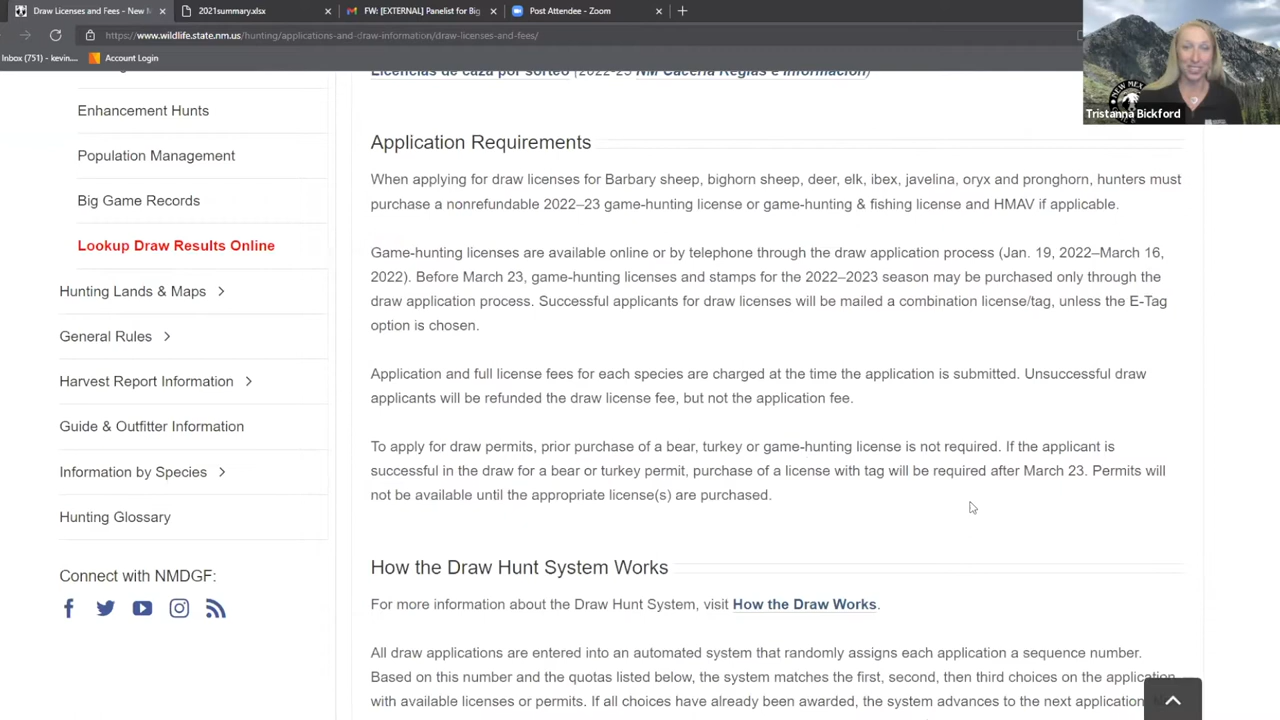 Draw Licenses and Fees - New M
2021summary.xlsx
FW: [EXTERNAL] Panelist for Big
Post Attendee - Zoom
https://www.wildlife.state.nm.us/hunting/applications-and-draw-information/draw-licenses-and-fees/
Inbox (751) – kevin....
Account Login
Tristanna Bickford
Enhancement Hunts
Population Management
Big Game Records
Lookup Draw Results Online
Hunting Lands & Maps
General Rules
Harvest Report Information
Guide & Outfitter Information
Information by Species
Hunting Glossary
Connect with NMDGF:
Licencias de caza por sorteo (2022-23 NM Cacería Reglas e Información)
Application Requirements
When applying for draw licenses for Barbary sheep, bighorn sheep, deer, elk, ibex, javelina, oryx and pronghorn, hunters must
purchase a nonrefundable 2022–23 game-hunting license or game-hunting & fishing license and HMAV if applicable.
Game-hunting licenses are available online or by telephone through the draw application process (Jan. 19, 2022–March 16,
2022). Before March 23, game-hunting licenses and stamps for the 2022–2023 season may be purchased only through the
draw application process. Successful applicants for draw licenses will be mailed a combination license/tag, unless the E-Tag
option is chosen.
Application and full license fees for each species are charged at the time the application is submitted. Unsuccessful draw
applicants will be refunded the draw license fee, but not the application fee.
To apply for draw permits, prior purchase of a bear, turkey or game-hunting license is not required. If the applicant is
successful in the draw for a bear or turkey permit, purchase of a license with tag will be required after March 23. Permits will
not be available until the appropriate license(s) are purchased.
How the Draw Hunt System Works
For more information about the Draw Hunt System, visit How the Draw Works.
All draw applications are entered into an automated system that randomly assigns each application a sequence number.
Based on this number and the quotas listed below, the system matches the first, second, then third choices on the application
with available licenses or permits. If all choices have already been awarded, the system advances to the next application.